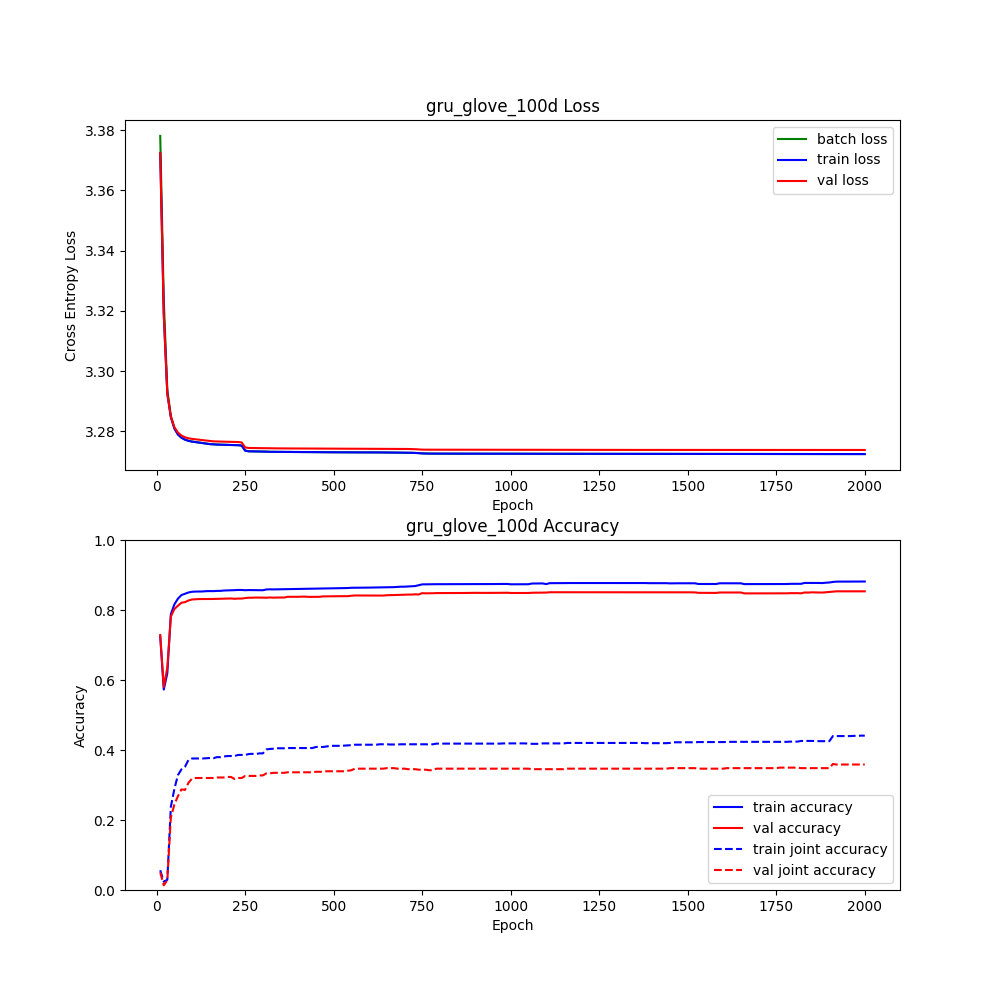 gru_glove_100d Loss
3.38
3.36
3.34
3.32
3.30
3.28
Cross Entropy Loss
batch loss
train loss
val loss
0 250 500 750 1000 1250 1500 1750 2000
Epoch
gru_glove_100d Accuracy
1.0
0.8
0.6
0.4
0.2
0.0
Accuracy
train accuracy
val accuracy
train joint accuracy
val joint accuracy
0 250 500 750 1000 1250 1500 1750 2000
Epoch